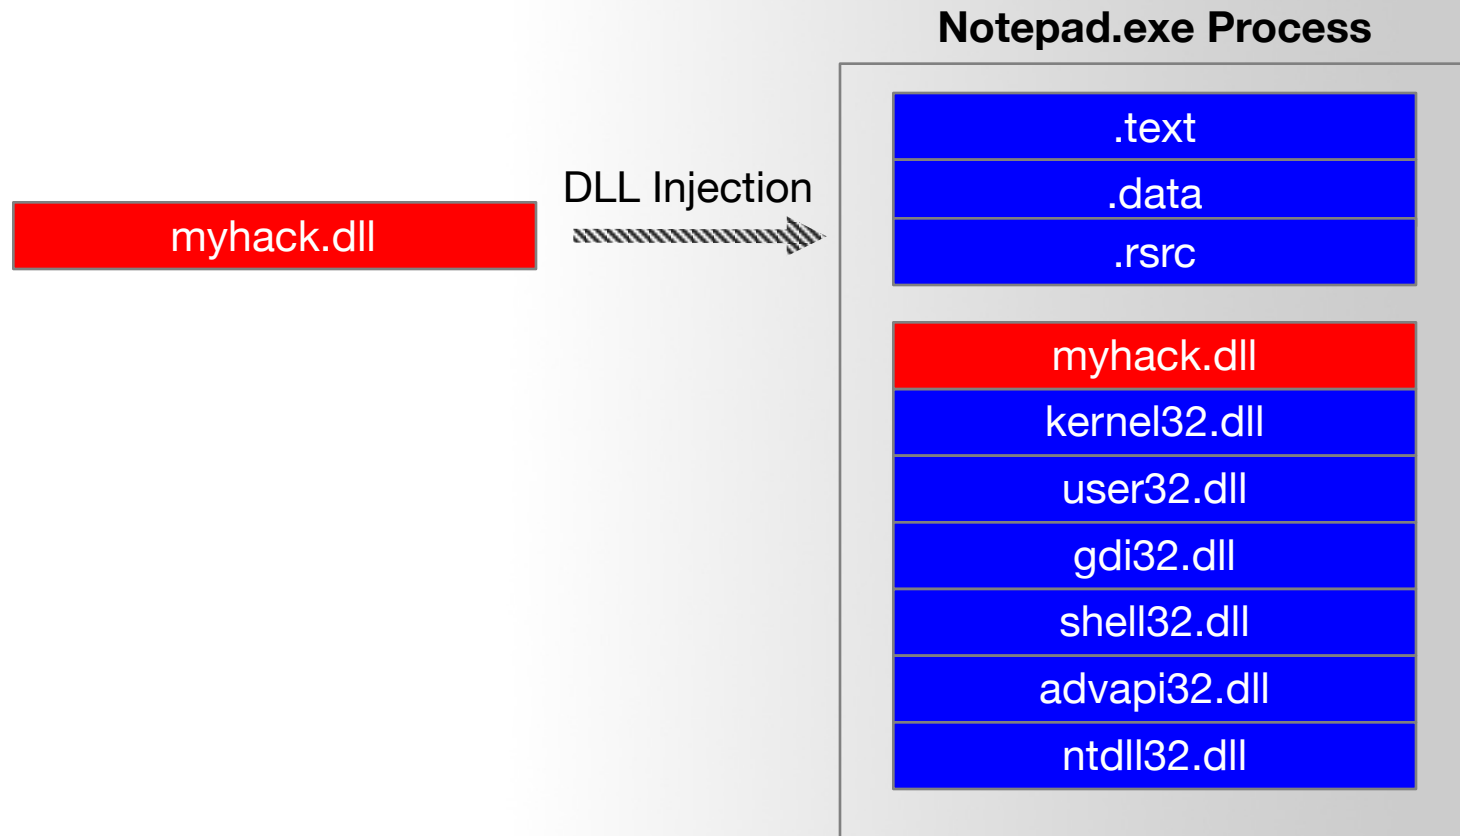 Notepad.exe Process
myhack.dll
DLL Injection
.text
.data
.rsrc
myhack.dll
kernel32.dll
user32.dll
gdi32.dll
shell32.dll
advapi32.dll
ntdll32.dll